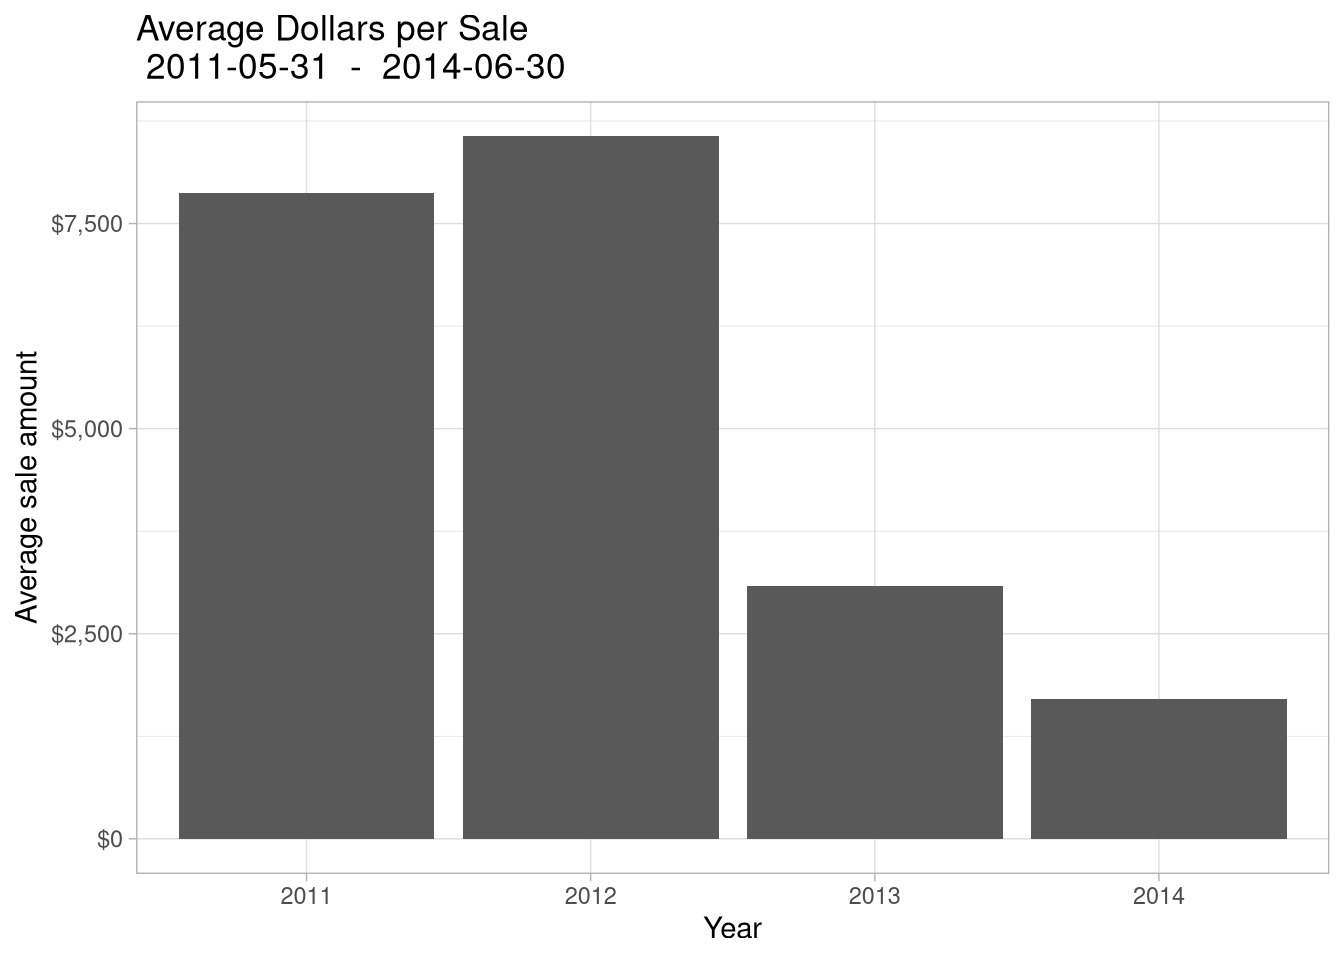 Average Dollars per Sale
2011-05-31 - 2014-06-30
Average sale amount
$7,500
$5,000
$2,500
$0
2011 2012 2013 2014
Year